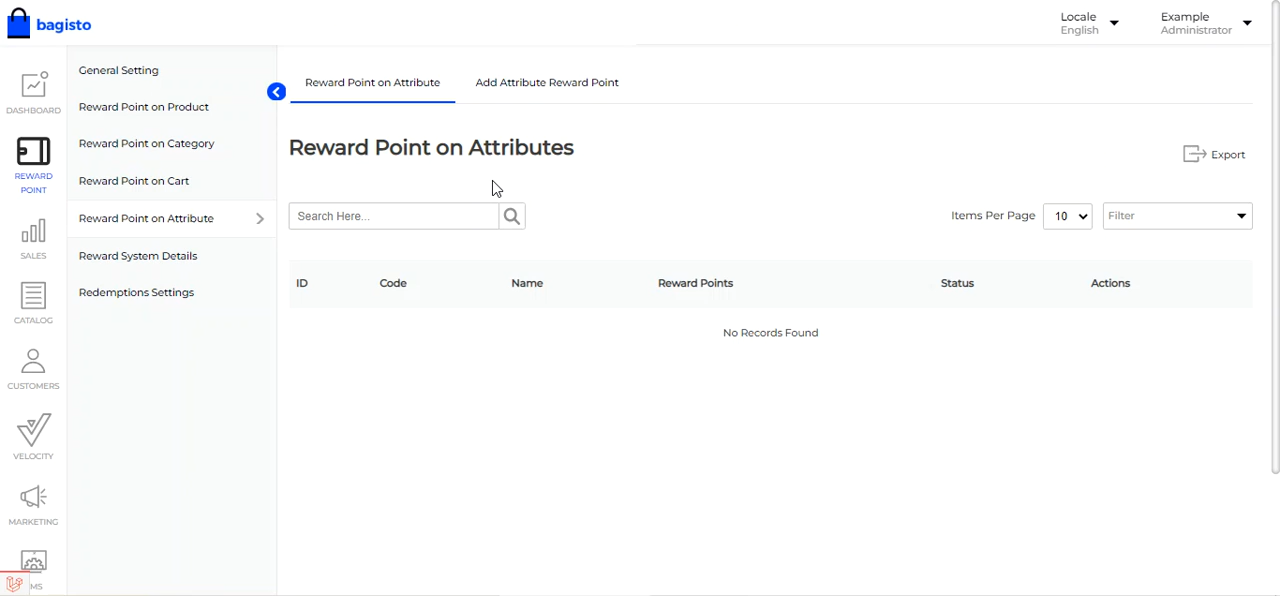 bagisto
Locale
English
Example
Administrator
DASHBOARD
REWARD
POINT
SALES
CATALOG
CUSTOMERS
VELOCITY
MARKETING
MS
General Setting
Reward Point on Product
Reward Point on Category
Reward Point on Cart
Reward Point on Attribute
Reward System Details
Redemptions Settings
Reward Point on Attribute Add Attribute Reward Point
Reward Point on Attributes
Export
Search Here...
Items Per Page 10 Filter
ID Code Name Reward Points Status Actions
No Records Found